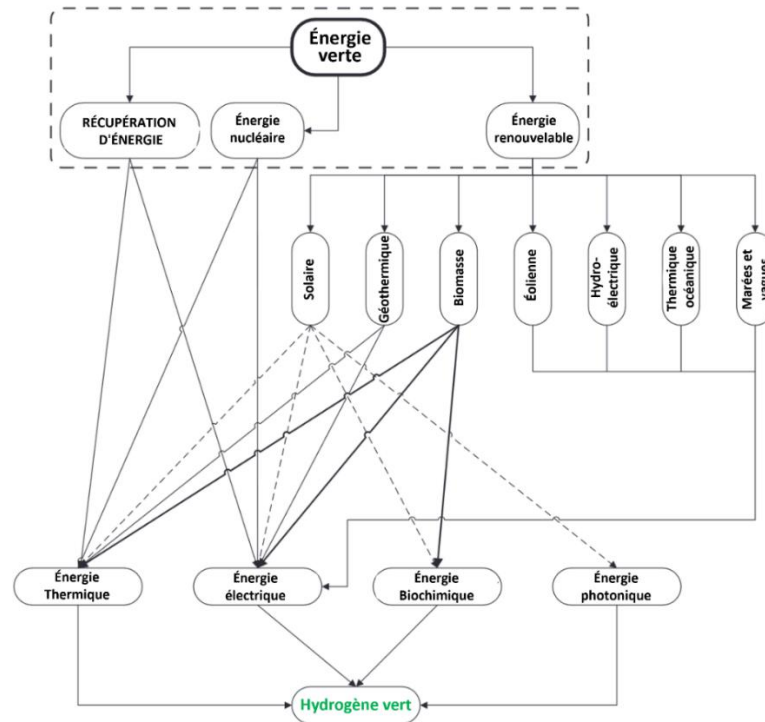 Énergie
verte
RÉCUPÉRATION
D'ÉNERGIE
Énergie
nucléaire
Énergie
renouvelable
Solaire
Géothermique
Biomasse
Éolienne
Hydro-
électrique
Thermique
océanique
Marées et
vagues
Énergie
Thermique
Énergie
électrique
Énergie
Biochimique
Énergie
photonique
Hydrogène vert